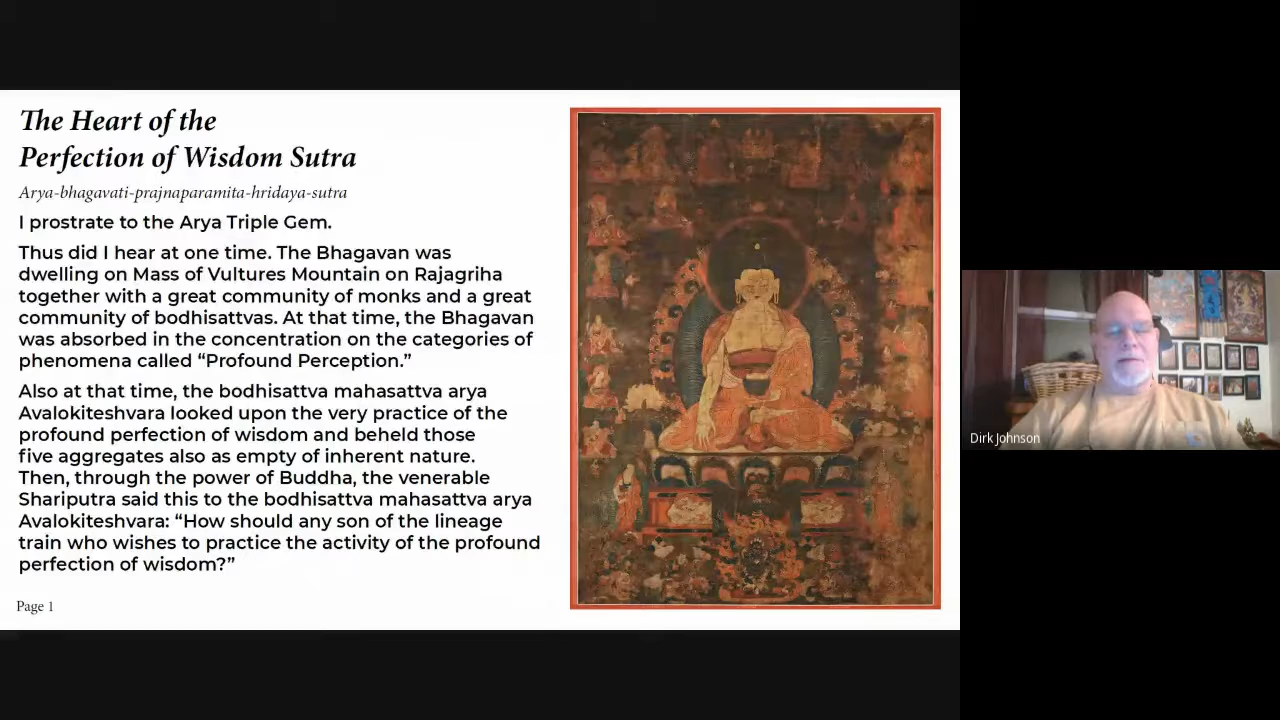 The Heart of the
Perfection of Wisdom Sutra
Arya-bhagavati-prajnaparamita-hridaya-sutra
I prostrate to the Arya Triple Gem.
Thus did I hear at one time. The Bhagavan was
dwelling on Mass of Vultures Mountain on Rajagriha
together with a great community of monks and a great
community of bodhisattvas. At that time, the Bhagavan
was absorbed in the concentration on the categories of
phenomena called “Profound Perception.”
Also at that time, the bodhisattva mahasattva arya
Avalokiteshvara looked upon the very practice of the
profound perfection of wisdom and beheld those
five aggregates also as empty of inherent nature.
Then, through the power of Buddha, the venerable
Shariputra said this to the bodhisattva mahasattva arya
Avalokiteshvara: “How should any son of the lineage
train who wishes to practice the activity of the profound
perfection of wisdom?”
Page 1
Dirk Johnson